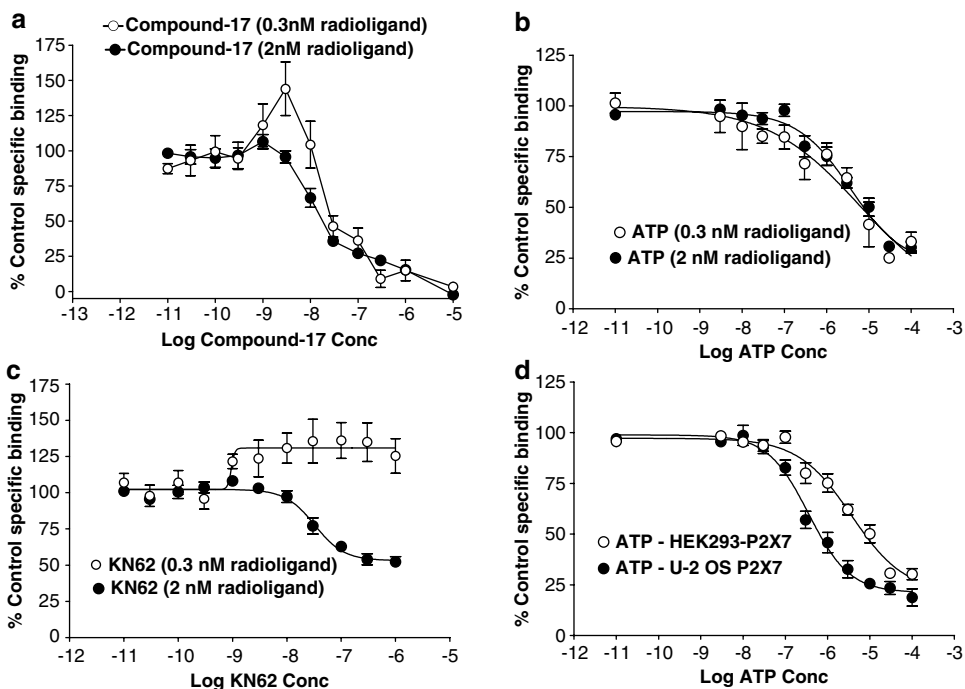 a
Compound-17 (0.3nM radioligand)
Compound-17 (2nM radioligand)
% Control specific binding
175
150
125
100
75
50
25
0
-13 -12 -11 -10 -9 -8 -7 -6 -5
Log Compound-17 Conc
b
% Control specific binding
125
100
75
50
25
0
ATP (0.3 nM radioligand)
ATP (2 nM radioligand)
-12 -11 -10 -9 -8 -7 -6 -5 -4 -3
Log ATP Conc
c
% Control specific binding
175
150
125
100
75
50
25
0
KN62 (0.3 nM radioligand)
KN62 (2 nM radioligand)
-12 -11 -10 -9 -8 -7 -6 -5
Log KN62 Conc
d
% Control specific binding
125
100
75
50
25
0
ATP - HEK293-P2X7
ATP - U-2 OS P2X7
-12 -11 -10 -9 -8 -7 -6 -5 -4 -3
Log ATP Conc